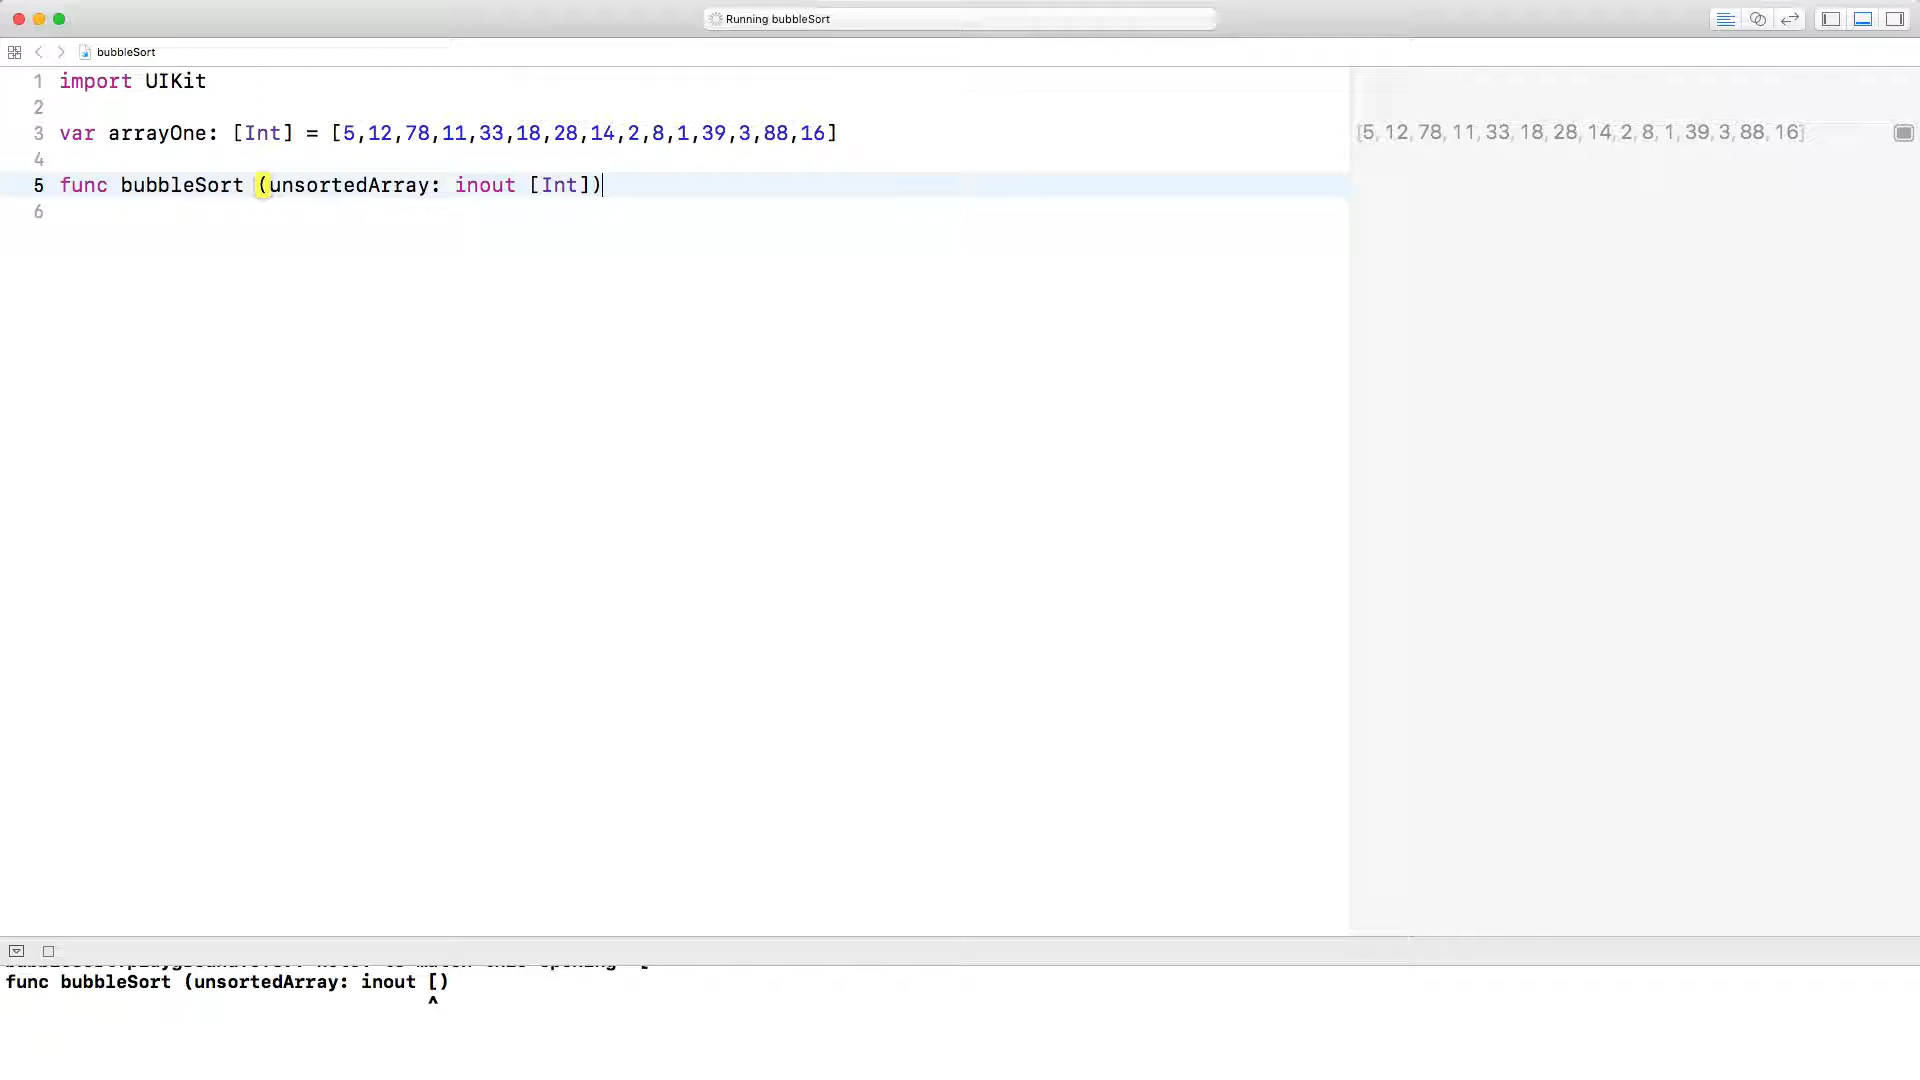 Running bubbleSort
bubbleSort
1 import UIKit
2
3 var arrayOne: [Int] = [5,12,78,11,33,18,28,14,2,8,1,39,3,88,16]
[5, 12, 78, 11, 33, 18, 28, 14, 2, 8, 1, 39, 3, 88, 16]
4
5 func bubbleSort (unsortedArray: inout [Int])
6
func bubbleSort (unsortedArray: inout [)
^